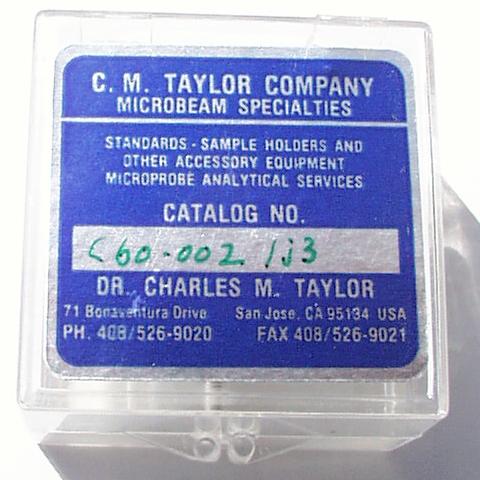 C. M. TAYLOR COMPANY
MICROBEAM SPECIALTIES
STANDARDS - SAMPLE HOLDERS AND
OTHER ACCESSORY EQUIPMENT
MICROPROBE ANALYTICAL SERVICES
CATALOG NO.
C60-002 /j3
DR. CHARLES M. TAYLOR
71 Bonaventura Drive San Jose, CA 95134 USA
PH. 408/526-9020 FAX 408/526-9021